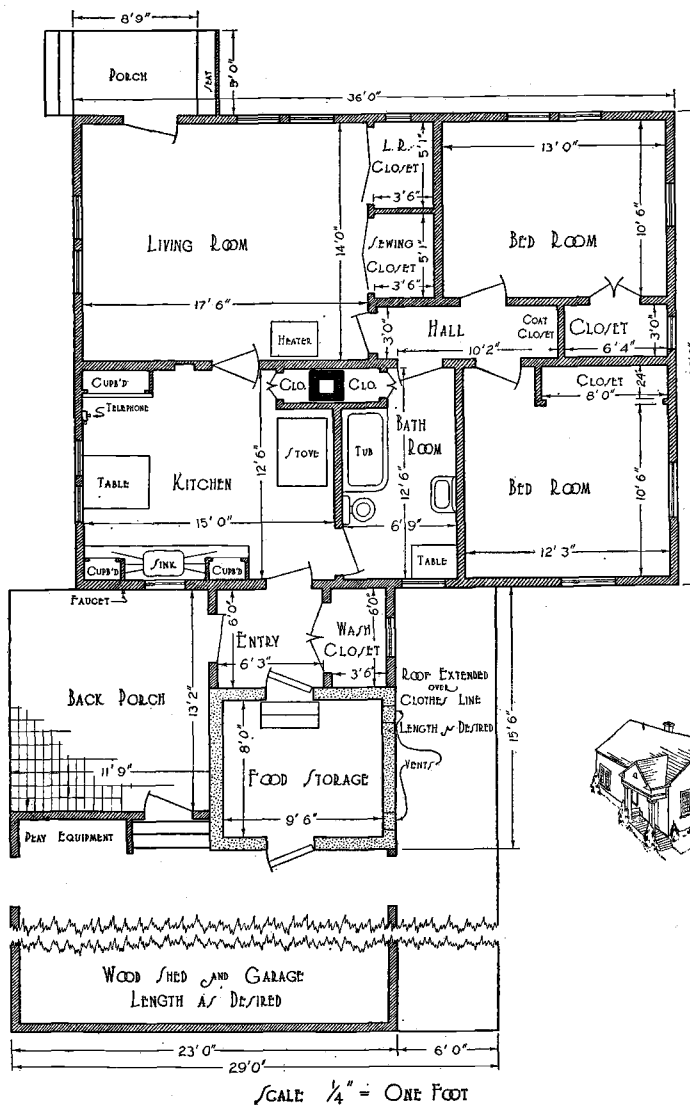 8'9"
PORCH
SEAT
5'0"
36'0"
L. R.
CLOSET
5'1"
3'6"
13'0"
10'6"
LIVING ROOM
14'0"
SEWING
CLOSET
5'1"
3'6"
BED ROOM
17'6"
HEATER
3'0"
HALL
10'2"
COAT
CLOSET
CLOSET
6'4"
3'0"
CUPB'D
CLO.
CLO.
CLOSET
8'0"
24"
TELEPHONE
TABLE
KITCHEN
12'6"
STOVE
TUB
BATH
ROOM
12'6"
BED ROOM
10'6"
15'0"
6'9"
12'3"
CUPB'D
SINK
CUPB'D
TABLE
FAUCET
6'0"
ENTRY
6'3"
WASH
CLOSET
6'0"
3'6"
BACK PORCH
13'2"
ROOF EXTENDED
OVER
CLOTHES LINE
LENGTH AS DESIRED
15'6"
8'0"
FOOD STORAGE
VENTS
11'9"
9'6"
PLAY EQUIPMENT
WOOD SHED AND GARAGE
LENGTH AS DESIRED
23'0"
6'0"
29'0"
SCALE 1/4" = ONE FOOT